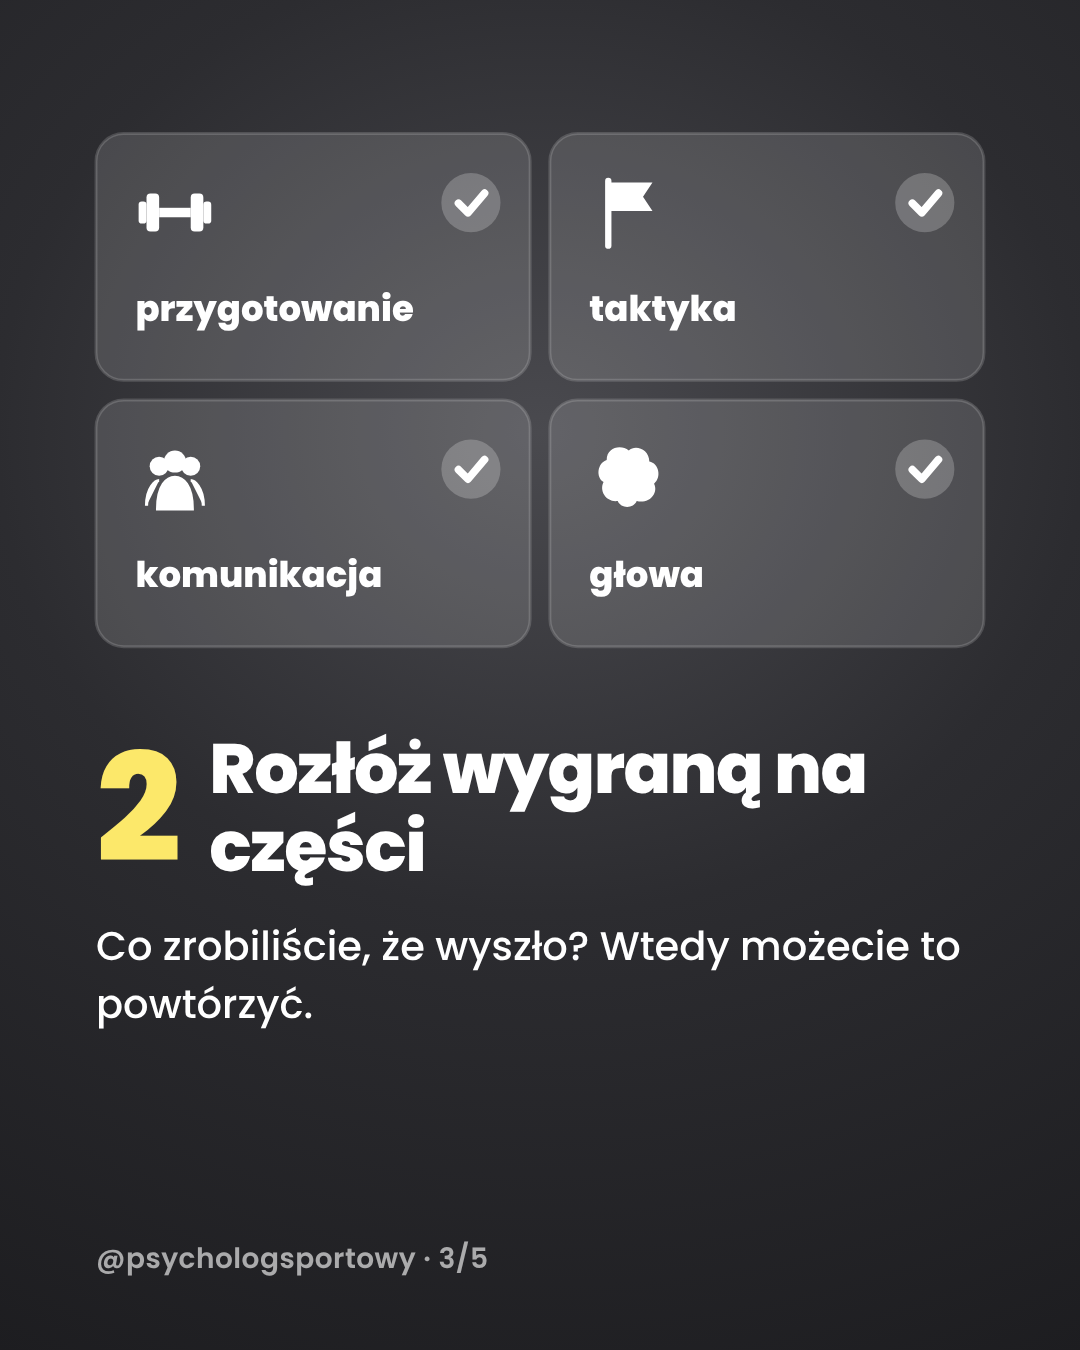 przygotowanie
taktyka
komunikacja
głowa
2 Rozłóż wygraną na
części
Co zrobiliście, że wyszło? Wtedy możecie to
powtórzyć.
@psychologsportowy · 3/5